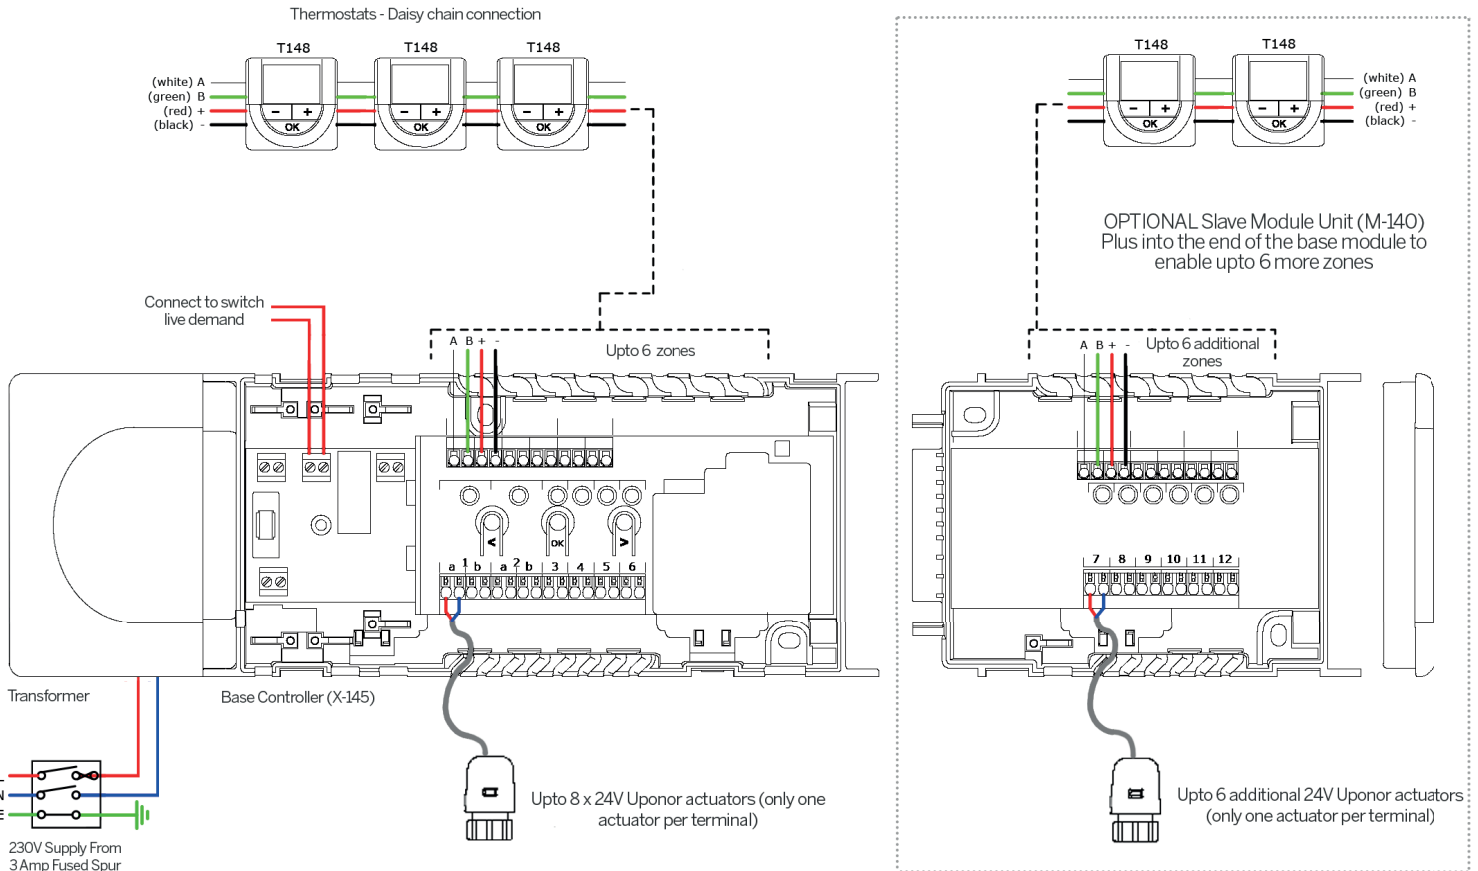 Thermostats - Daisy chain connection
T148 T148 T148
(white) A
(green) B
(red) +
(black) -
T148 T148
(white) A
(green) B
(red) +
(black) -
- + - + - +
OK OK OK
- + - +
OK OK
OPTIONAL Slave Module Unit (M-140)
Plus into the end of the base module to
enable upto 6 more zones
Connect to switch
live demand
A B + -
Upto 6 zones
A B + -
Upto 6 additional
zones
< OK >
1 2
a b a b 3 4 5 6
7 8 9 10 11 12
Transformer
Base Controller (X-145)
L
N
E
230V Supply From
3 Amp Fused Spur
Upto 8 x 24V Uponor actuators (only one
actuator per terminal)
Upto 6 additional 24V Uponor actuators
(only one actuator per terminal)